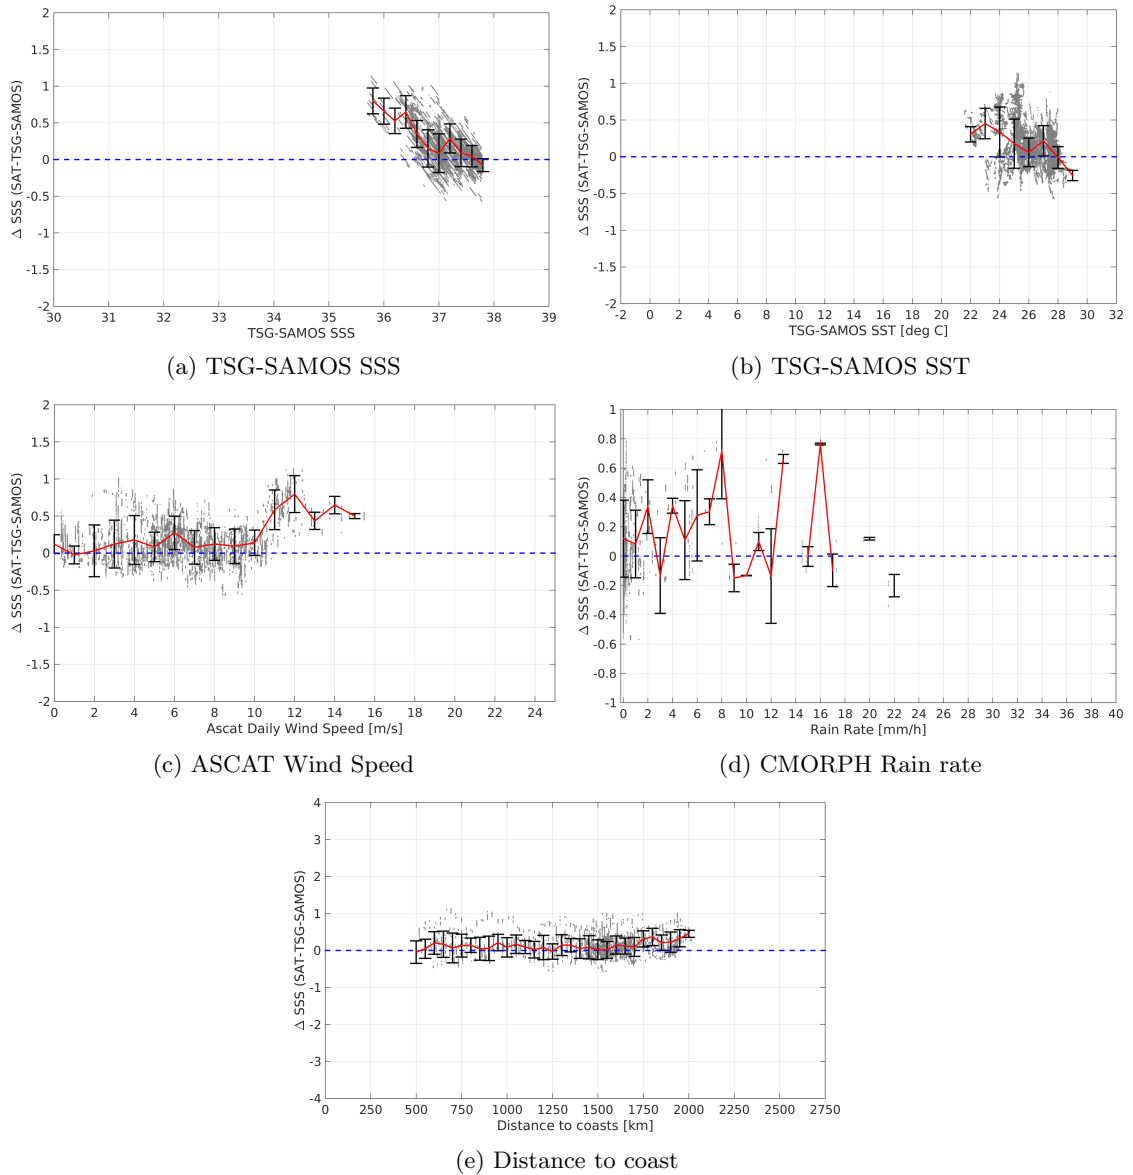 2
1.5
1
0.5
0
-0.5
-1
-1.5
-2
Δ SSS (SAT-TSG-SAMOS)
30 31 32 33 34 35 36 37 38 39
TSG-SAMOS SSS
(a) TSG-SAMOS SSS
2
1.5
1
0.5
0
-0.5
-1
-1.5
-2
Δ SSS (SAT-TSG-SAMOS)
-2 0 2 4 6 8 10 12 14 16 18 20 22 24 26 28 30 32
TSG-SAMOS SST [deg C]
(b) TSG-SAMOS SST
2
1.5
1
0.5
0
-0.5
-1
-1.5
-2
Δ SSS (SAT-TSG-SAMOS)
0 2 4 6 8 10 12 14 16 18 20 22 24
Ascat Daily Wind Speed [m/s]
(c) ASCAT Wind Speed
1
0.8
0.6
0.4
0.2
0
-0.2
-0.4
-0.6
-0.8
-1
Δ SSS (SAT-TSG-SAMOS)
0 2 4 6 8 10 12 14 16 18 20 22 24 26 28 30 32 34 36 38 40
Rain Rate [mm/h]
(d) CMORPH Rain rate
4
3
2
1
0
-1
-2
-3
-4
Δ SSS (SAT-TSG-SAMOS)
0 250 500 750 1000 1250 1500 1750 2000 2250 2500 2750
Distance to coasts [km]
(e) Distance to coast